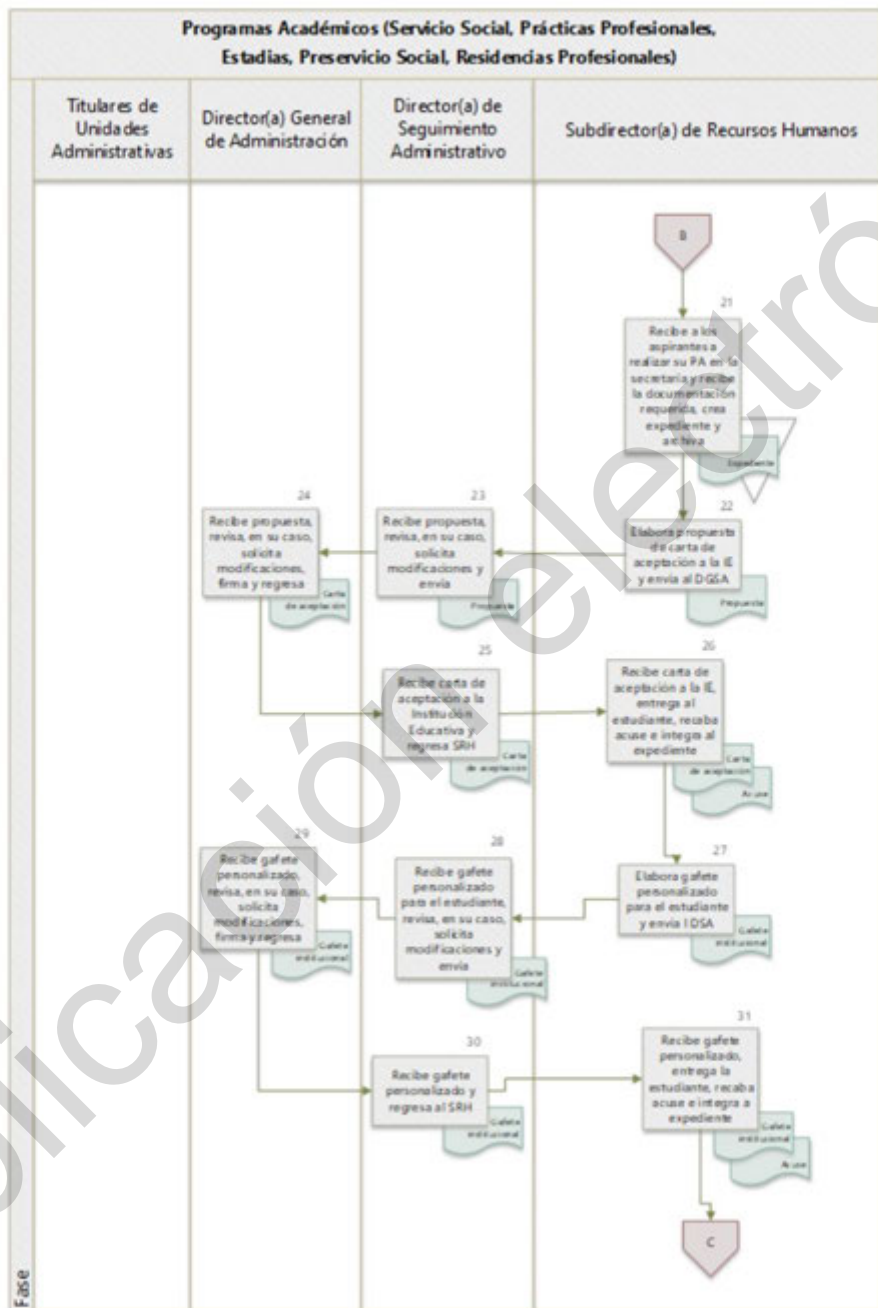 Programas Académicos (Servicio Social, Prácticas Profesionales,
Estadias, Preservicio Social, Residencias Profesionales)
Titulares de
Unidades
Administrativas
Director(a) General
de Administración
Director(a) de
Seguimiento
Administrativo
Subdirector(a) de Recursos Humanos
B
21
Recibe a los
aspirantes a
realizar su PA en la
secretaria y recibe
la documentación
requerida, crea
expediente y
archiva
Expediente
22
Elabora propuesta
de carta de
aceptación a la IE
y envía al DGSA
Propuesta
23
Recibe propuesta,
revisa, en su caso,
solicita
modificaciones y
envía
Propuesta
24
Recibe propuesta,
revisa, en su caso,
solicita
modificaciones,
firma y regresa
Carta
de aceptación
25
Recibe carta de
aceptación a la
Institución
Educativa y
regresa SRH
Carta
de aceptación
26
Recibe carta de
aceptación a la IE,
entrega al
estudiante, recaba
acuse e integra al
expediente
Carta
de aceptación
Acuse
27
Elabora gafete
personalizado
para el estudiante
y envía I DSA
Gafete
institucional
28
Recibe gafete
personalizado
para el estudiante,
revisa, en su caso,
solicita
modificaciones y
envía
Gafete
institucional
29
Recibe gafete
personalizado,
revisa, en su caso,
solicita
modificaciones,
firma y regresa
Gafete
institucional
30
Recibe gafete
personalizado y
regresa al SRH
Gafete
institucional
31
Recibe gafete
personalizado,
entrega la
estudiante, recaba
acuse e integra a
expediente
Gafete
institucional
Acuse
C
Fase
plicación electró